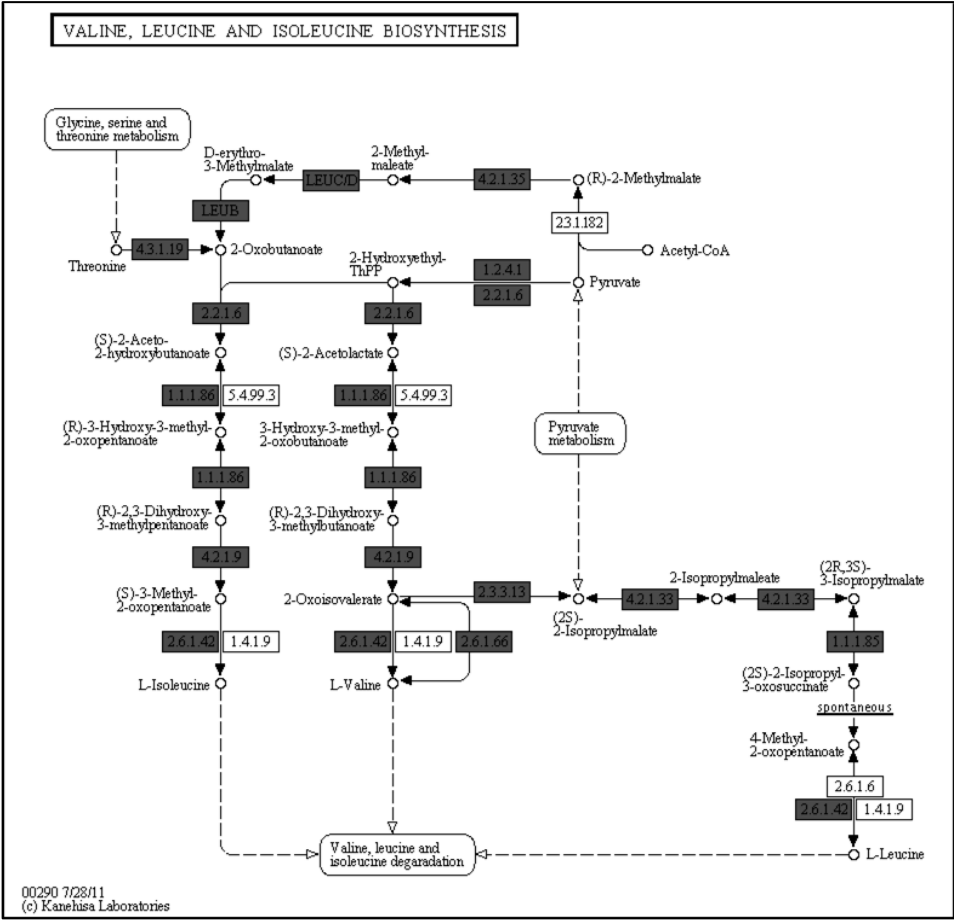 VALINE, LEUCINE AND ISOLEUCINE BIOSYNTHESIS
Glycine, serine and
threonine metabolism
D-erythro-
3-Methylmalate
2-Methyl-
maleate
LEUC/D
4.2.1.35
(R)-2-Methylmalate
LEUB
2.3.1.182
4.3.1.19
2-Oxobutanoate
Acetyl-CoA
Threonine
2-Hydroxyethyl-
ThPP
1.2.4.1
Pyruvate
2.2.1.6
2.2.1.6
2.2.1.6
(S)-2-Aceto-
2-hydroxybutanoate
(S)-2-Acetolactate
1.1.1.86
5.4.99.3
1.1.1.86
5.4.99.3
(R)-3-Hydroxy-3-methyl-
2-oxopentanoate
3-Hydroxy-3-methyl-
2-oxobutanoate
Pyruvate
metabolism
1.1.1.86
1.1.1.86
(R)-2,3-Dihydroxy-
3-methylpentanoate
(R)-2,3-Dihydroxy-
3-methylbutanoate
4.2.1.9
4.2.1.9
(S)-3-Methyl-
2-oxopentanoate
2-Oxoisovalerate
2.3.3.13
(2S)-
2-Isopropylmalate
4.2.1.33
2-Isopropylmaleate
4.2.1.33
(2R,3S)-
3-Isopropylmalate
2.6.1.42
1.4.1.9
2.6.1.42
1.4.1.9
2.6.1.66
1.1.1.85
L-Isoleucine
L-Valine
(2S)-2-Isopropyl-
3-oxosuccinate
spontaneous
4-Methyl-
2-oxopentanoate
2.6.1.6
2.6.1.42
1.4.1.9
L-Leucine
Valine, leucine and
isoleucine degradation
00290 7/28/11
(c) Kanehisa Laboratories